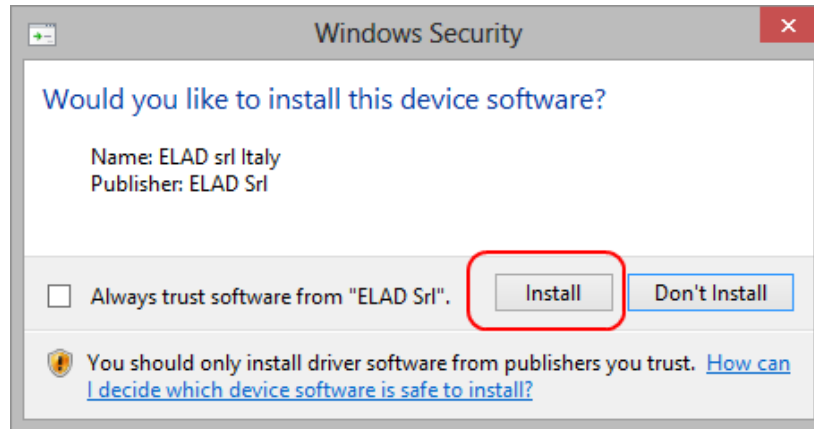 Windows Security
Would you like to install this device software?
Name: ELAD srl Italy
Publisher: ELAD Srl
Always trust software from "ELAD Srl".
Install
Don't Install
You should only install driver software from publishers you trust. How can
I decide which device software is safe to install?